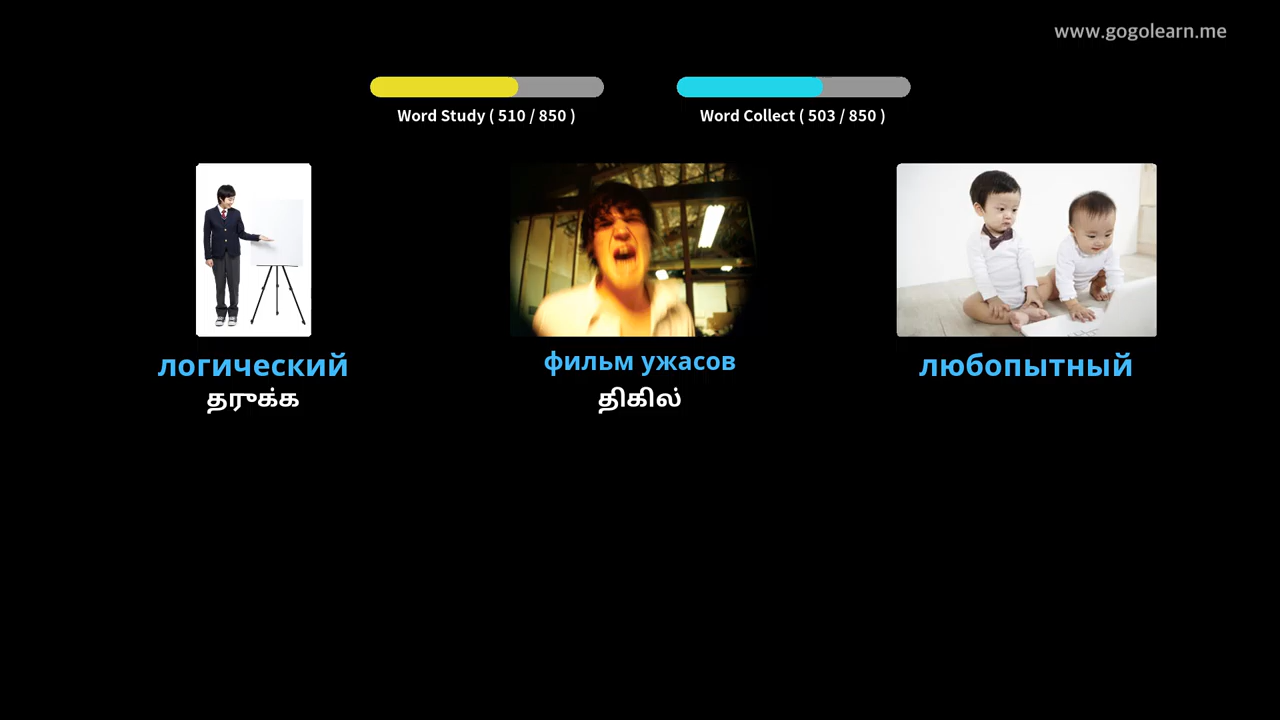 www.gogolearn.me
Word Study ( 510 / 850 )
Word Collect ( 503 / 850 )
логический
தருக்க
фильм ужасов
திகில்
любопытный